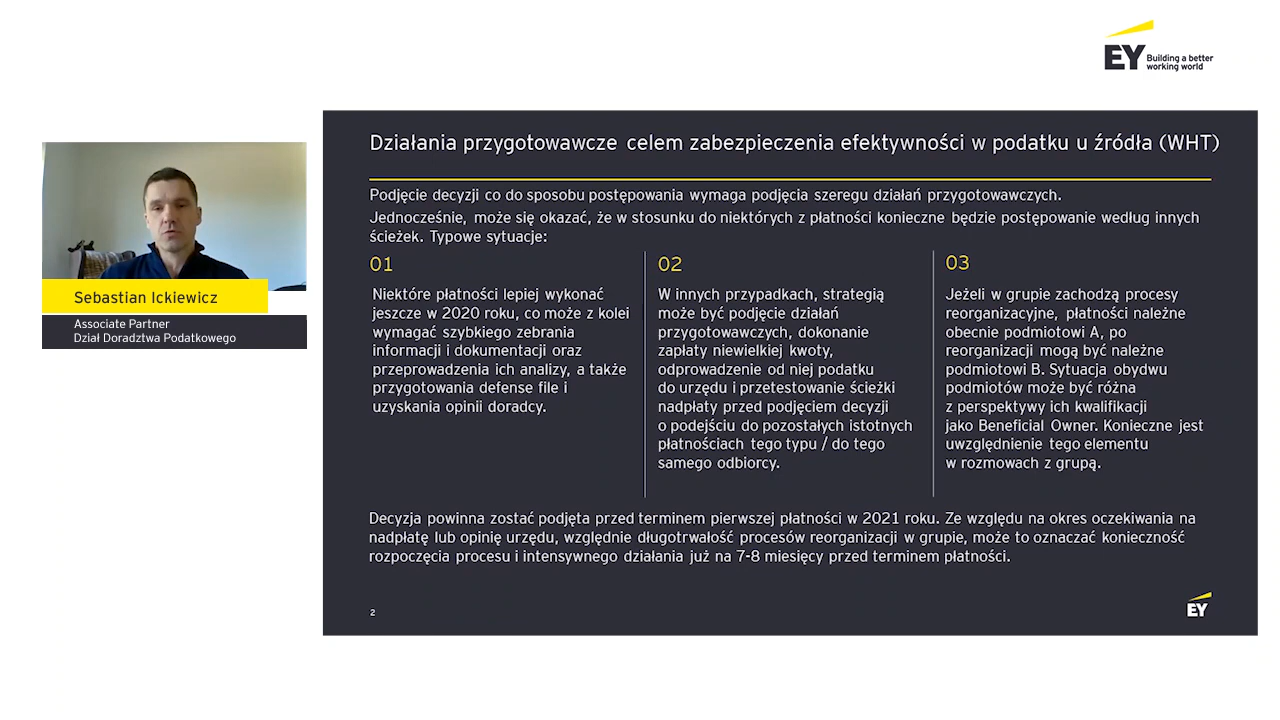 EY Building a better
working world
Działania przygotowawcze celem zabezpieczenia efektywności w podatku u źródła (WHT)
Podjęcie decyzji co do sposobu postępowania wymaga podjęcia szeregu działań przygotowawczych.
Jednocześnie, może się okazać, że w stosunku do niektórych z płatności konieczne będzie postępowanie według innych
ścieżek. Typowe sytuacje:
01
Niektóre płatności lepiej wykonać
jeszcze w 2020 roku, co może z kolei
wymagać szybkiego zebrania
informacji i dokumentacji oraz
przeprowadzenia ich analizy, a także
przygotowania defense file i
uzyskania opinii doradcy.
02
W innych przypadkach, strategią
może być podjęcie działań
przygotowawczych, dokonanie
zapłaty niewielkiej kwoty,
odprowadzenie od niej podatku
do urzędu i przetestowanie ścieżki
nadpłaty przed podjęciem decyzji
o podejściu do pozostałych istotnych
płatnościach tego typu / do tego
samego odbiorcy.
03
Jeżeli w grupie zachodzą procesy
reorganizacyjne, płatności należne
obecnie podmiotowi A, po
reorganizacji mogą być należne
podmiotowi B. Sytuacja obydwu
podmiotów może być różna
z perspektywy ich kwalifikacji
jako Beneficial Owner. Konieczne jest
uwzględnienie tego elementu
w rozmowach z grupą.
Decyzja powinna zostać podjęta przed terminem pierwszej płatności w 2021 roku. Ze względu na okres oczekiwania na
nadpłatę lub opinię urzędu, względnie długotrwałość procesów reorganizacji w grupie, może to oznaczać konieczność
rozpoczęcia procesu i intensywnego działania już na 7-8 miesięcy przed terminem płatności.
2
EY
Sebastian Ickiewicz
Associate Partner
Dział Doradztwa Podatkowego